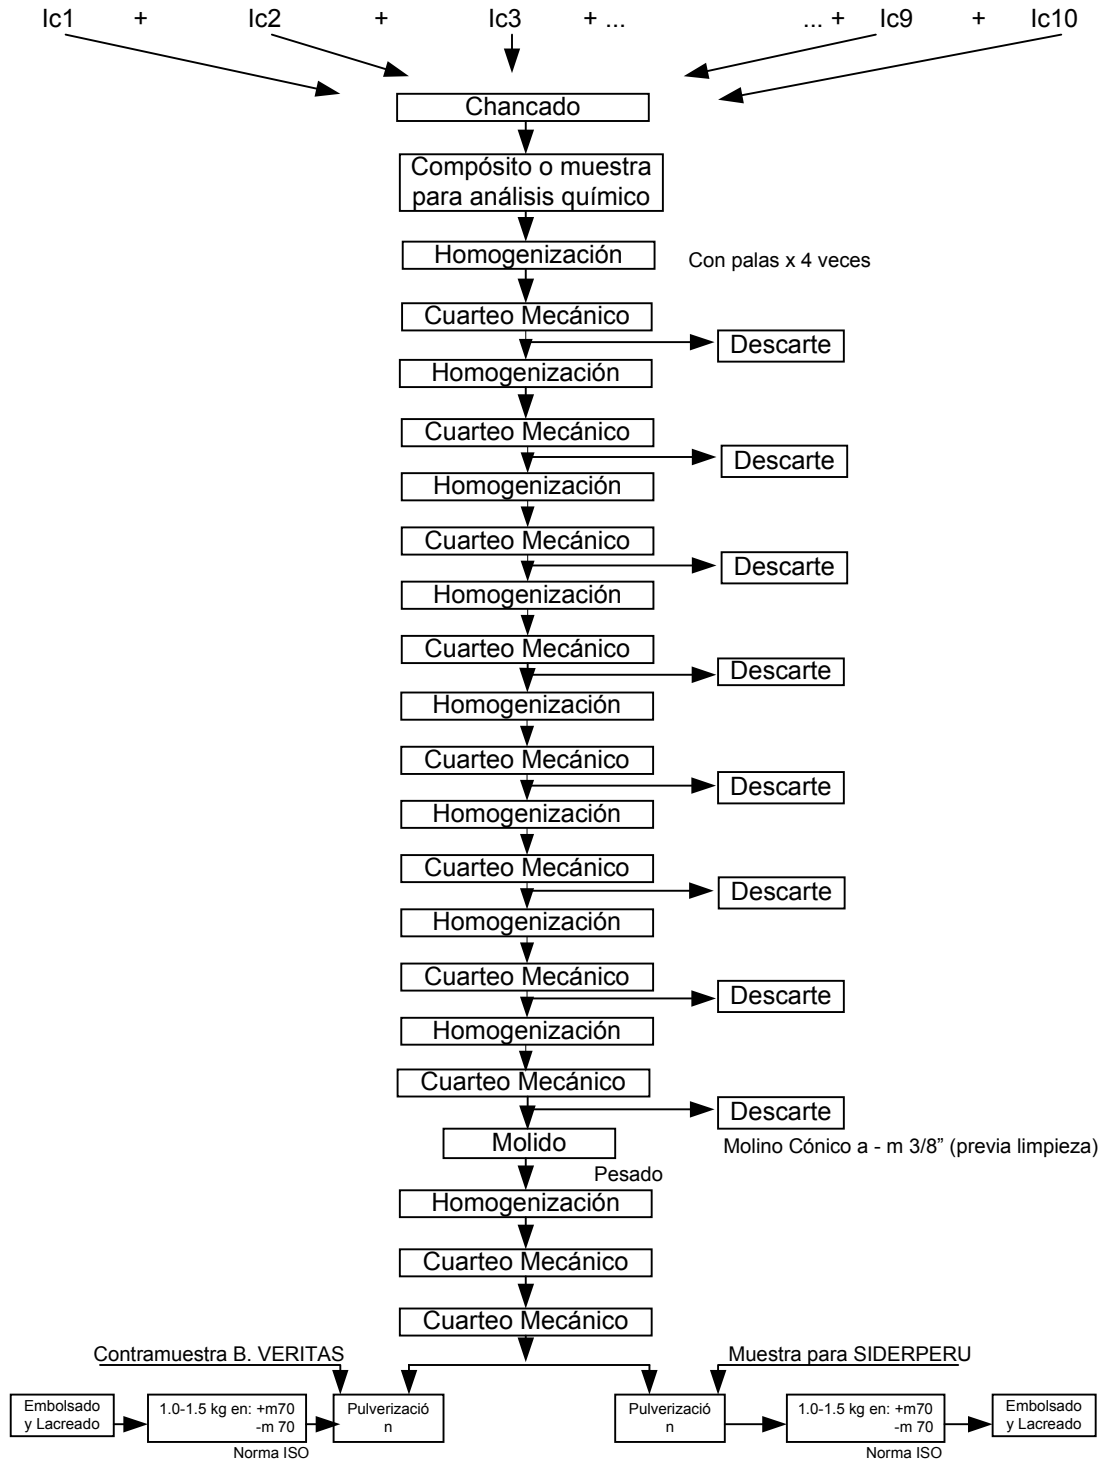 Ic1 + Ic2 + Ic3 + ... ... + Ic9 + Ic10
Chancado
Compósito o muestra
para análisis químico
Homogenización
Con palas x 4 veces
Cuarteo Mecánico
Descarte
Homogenización
Cuarteo Mecánico
Descarte
Homogenización
Cuarteo Mecánico
Descarte
Homogenización
Cuarteo Mecánico
Descarte
Homogenización
Cuarteo Mecánico
Descarte
Homogenización
Cuarteo Mecánico
Descarte
Homogenización
Cuarteo Mecánico
Descarte
Homogenización
Cuarteo Mecánico
Descarte
Molido
Molino Cónico a - m 3/8” (previa limpieza)
Pesado
Homogenización
Cuarteo Mecánico
Cuarteo Mecánico
Contramuestra B. VERITAS
Muestra para SIDERPERU
Embolsado
y Lacreado
1.0-1.5 kg en: +m70
-m 70
Norma ISO
Pulverizació
n
Pulverizació
n
1.0-1.5 kg en: +m70
-m 70
Norma ISO
Embolsado
y Lacreado